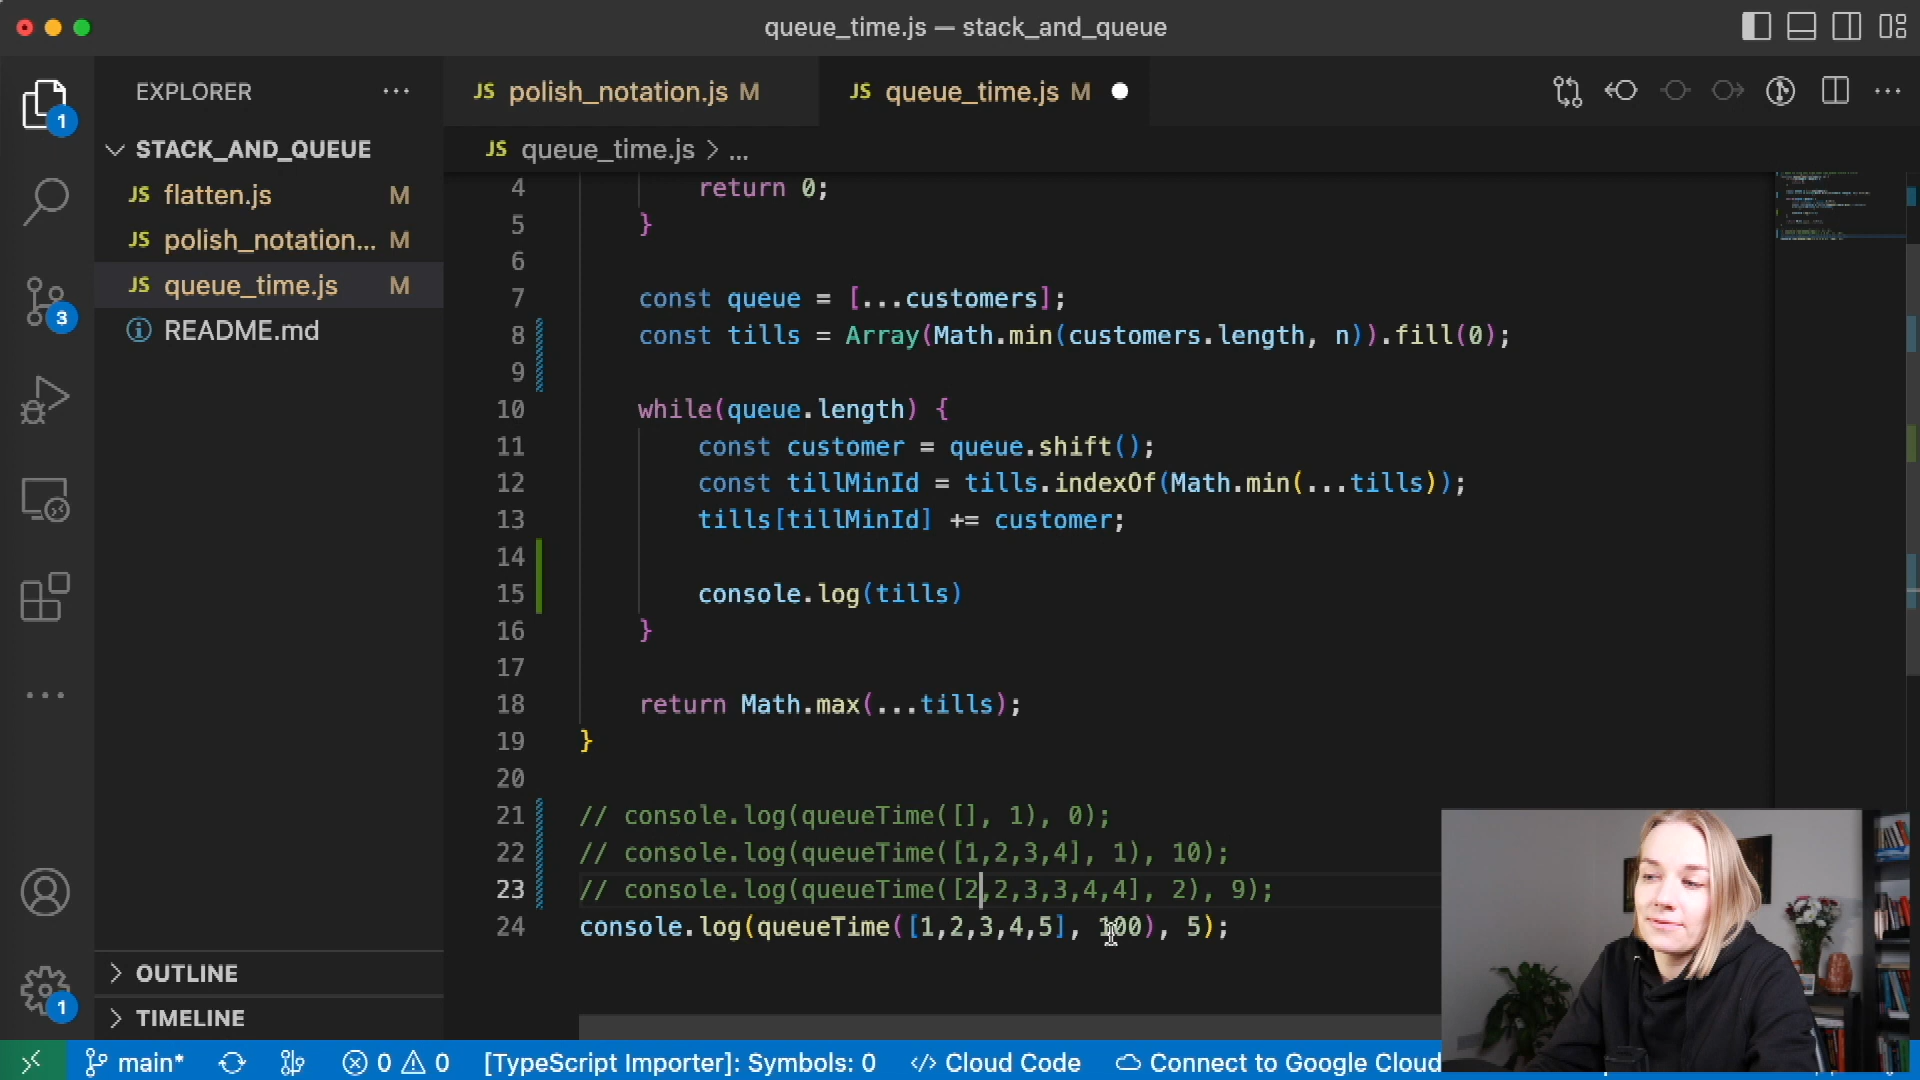 queue_time.js — stack_and_queue
EXPLORER ...
JS polish_notation.js M
JS queue_time.js M
1
STACK_AND_QUEUE
JS queue_time.js > ...
JS flatten.js M
JS polish_notation... M
JS queue_time.js M
README.md
3
4 return 0;
5 }
6
7 const queue = [...customers];
8 const tills = Array(Math.min(customers.length, n)).fill(0);
9
10 while(queue.length) {
11 const customer = queue.shift();
12 const tillMinId = tills.indexOf(Math.min(...tills));
13 tills[tillMinId] += customer;
14
15 console.log(tills)
16 }
17
18 return Math.max(...tills);
19 }
20
21 // console.log(queueTime([], 1), 0);
22 // console.log(queueTime([1,2,3,4], 1), 10);
23 // console.log(queueTime([2,2,3,3,4,4], 2), 9);
24 console.log(queueTime([1,2,3,4,5], 100), 5);
OUTLINE
1
TIMELINE
main* 0 0 [TypeScript Importer]: Symbols: 0 </> Cloud Code Connect to Google Cloud